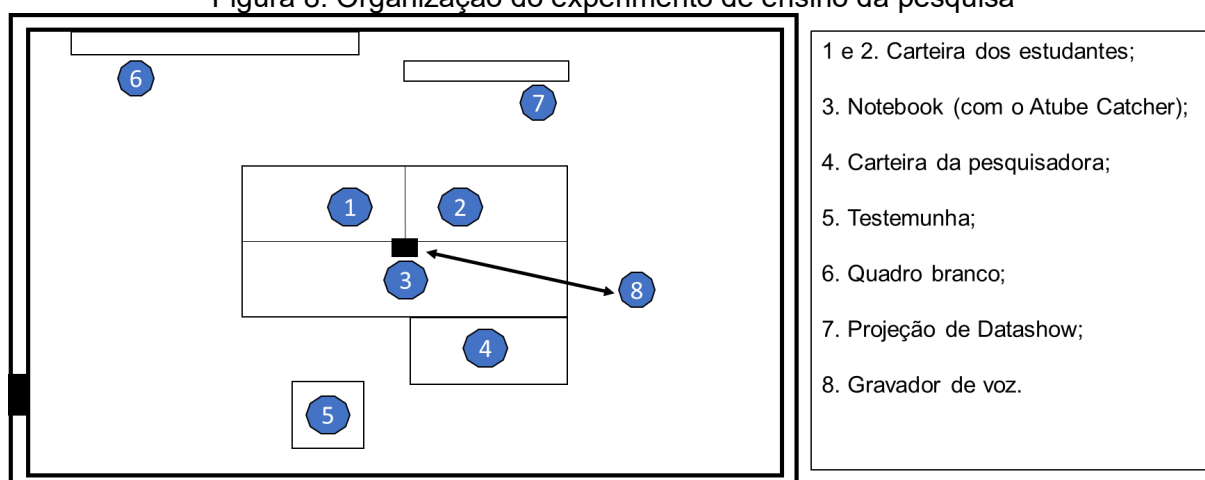 Figura 8. Organização do experimento de ensino da pesquisa
6
7
1
2
3
8
4
5
1 e 2. Carteira dos estudantes;
3. Notebook (com o Atube Catcher);
4. Carteira da pesquisadora;
5. Testemunha;
6. Quadro branco;
7. Projeção de Datashow;
8. Gravador de voz.